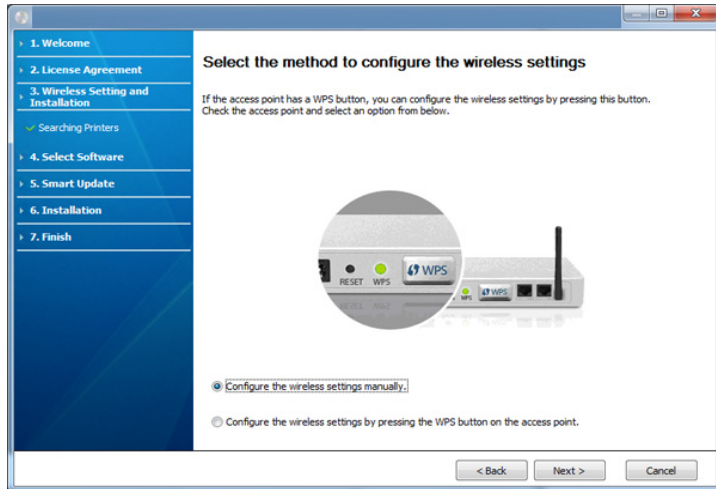 1. Welcome
2. License Agreement
3. Wireless Setting and
Installation
Searching Printers
4. Select Software
5. Smart Update
6. Installation
7. Finish
Select the method to configure the wireless settings
If the access point has a WPS button, you can configure the wireless settings by pressing this button.
Check the access point and select an option from below.
RESET WPS WPS
WPS WPS
Configure the wireless settings manually.
Configure the wireless settings by pressing the WPS button on the access point.
< Back Next > Cancel